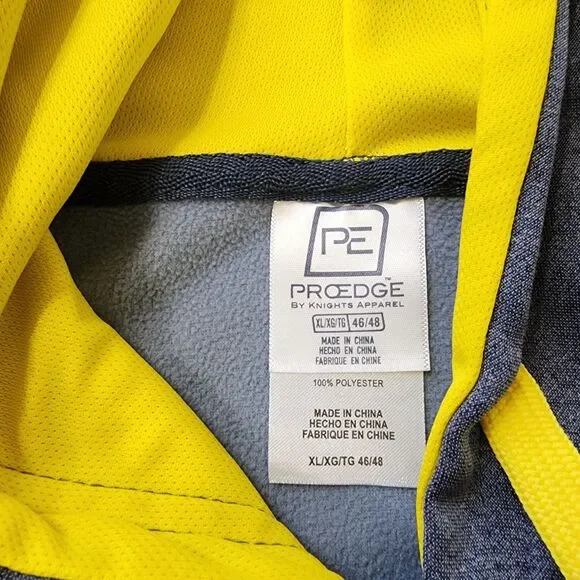 PE
PROEDGE™
BY KNIGHTS APPAREL
XL/XG/TG 46/48
MADE IN CHINA
HECHO EN CHINA
FABRIQUE EN CHINE
100% POLYESTER
MADE IN CHINA
HECHO EN CHINA
FABRIQUE EN CHINE
XL/XG/TG 46/48